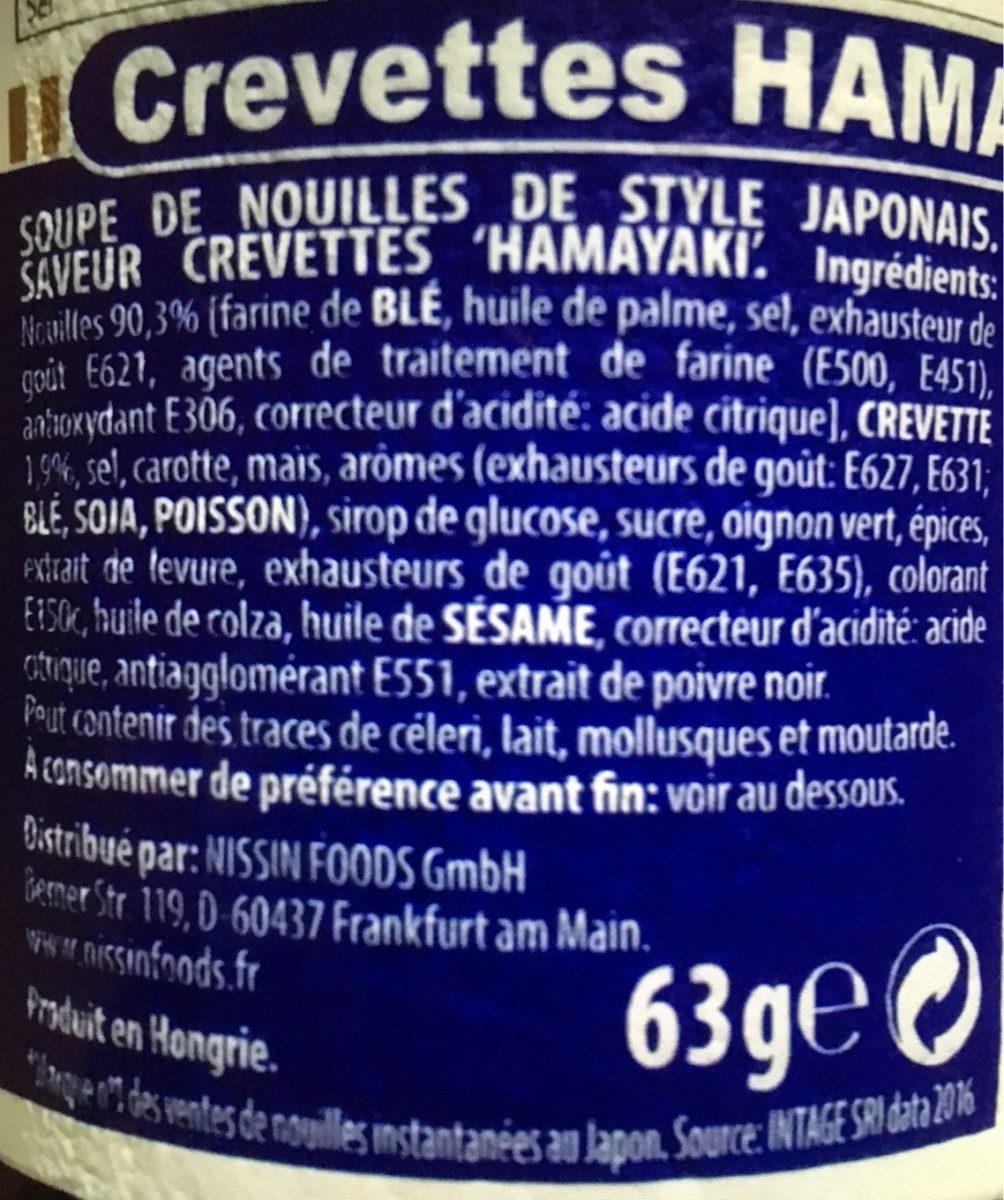 Sel
Crevettes HAMA
SOUPE DE NOUILLES DE STYLE JAPONAIS.
SAVEUR CREVETTES ‘HAMAYAKI’. Ingrédients:
Nouilles 90,3% [farine de BLÉ, huile de palme, sel, exhausteur de
goût E621, agents de traitement de farine (E500, E451),
antioxydant E306, correcteur d'acidité: acide citrique], CREVETTE
1,9%, sel, carotte, maïs, arômes (exhausteurs de goût: E627, E631;
BLÉ, SOJA, POISSON), sirop de glucose, sucre, oignon vert, épices,
extrait de levure, exhausteurs de goût (E621, E635), colorant
E150c, huile de colza, huile de SÉSAME, correcteur d'acidité: acide
citrique, antiagglomérant E551, extrait de poivre noir.
Peut contenir des traces de céleri, lait, mollusques et moutarde.
À consommer de préférence avant fin: voir au dessous.
Distribué par: NISSIN FOODS GmbH
Berner Str. 119, D-60437 Frankfurt am Main.
www.nissinfoods.fr
Produit en Hongrie.
63g℮
*Marque n°1 des ventes de nouilles instantanées au Japon. Source: INTAGE SRI data 2016